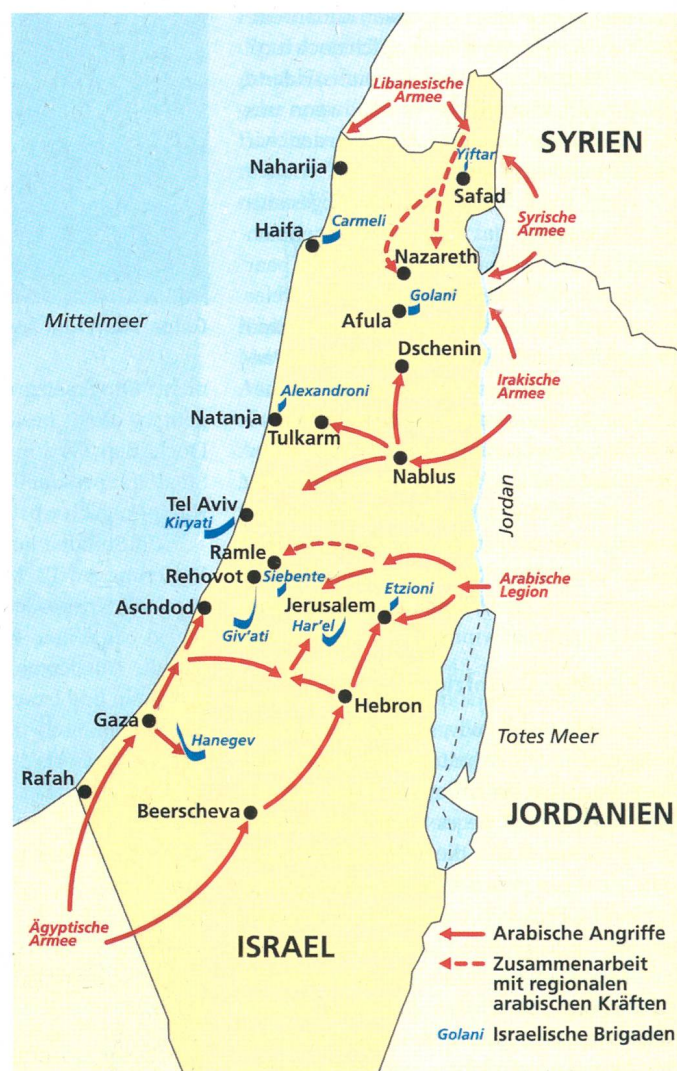 Libanesische
Armee
SYRIEN
Naharija
Yiftar
Safad
Haifa
Carmeli
Syrische
Armee
Nazareth
Mittelmeer
Golani
Afula
Dschenin
Irakische
Armee
Alexandroni
Natanja
Tulkarm
Nablus
Jordan
Tel Aviv
Kiryati
Ramle
Rehovot
Siebente
Arabische
Legion
Etzioni
Aschdod
Jerusalem
Giv'ati
Har'el
Hebron
Gaza
Hanegev
Totes Meer
Rafah
Beerscheva
JORDANIEN
Ägyptische
Armee
ISRAEL
Arabische Angriffe
Zusammenarbeit
mit regionalen
arabischen Kräften
Golani Israelische Brigaden